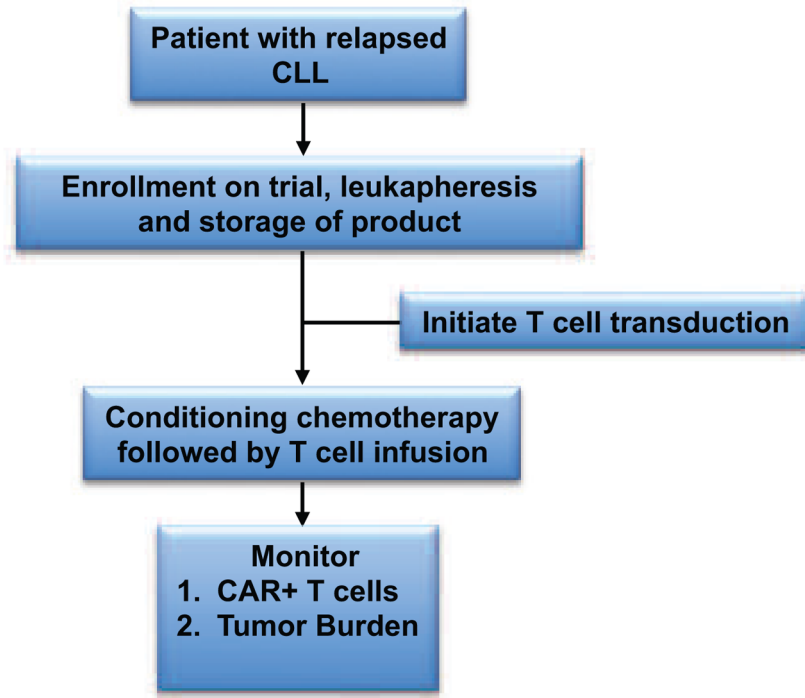 Patient with relapsed
CLL
Enrollment on trial, leukapheresis
and storage of product
Initiate T cell transduction
Conditioning chemotherapy
followed by T cell infusion
Monitor
1. CAR+ T cells
2. Tumor Burden